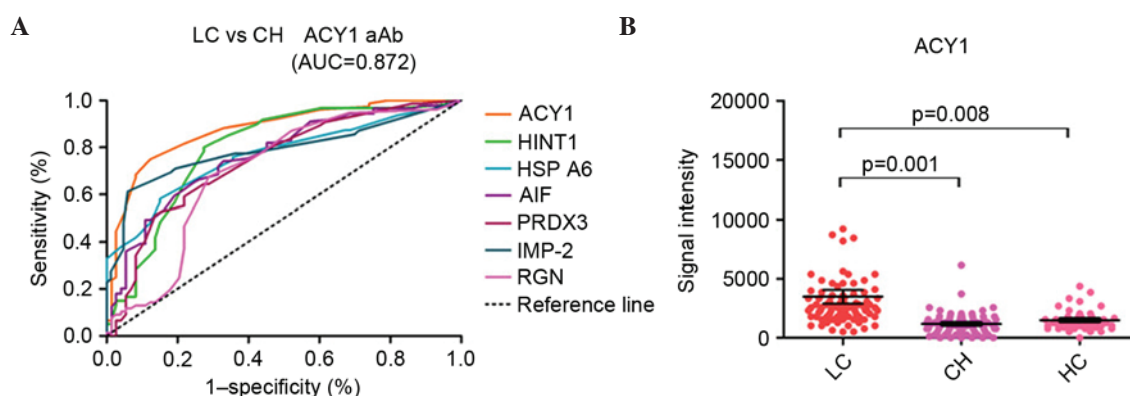 A
LC vs CH ACY1 aAb
(AUC=0.872)
1.0
0.8
0.6
0.4
0.2
0.0
Sensitivity (%)
0.0 0.2 0.4 0.6 0.8 1.0
1–specificity (%)
ACY1
HINT1
HSP A6
AIF
PRDX3
IMP-2
RGN
Reference line
B
ACY1
20000
15000
10000
5000
0
Signal intensity
p=0.008
p=0.001
LC CH HC